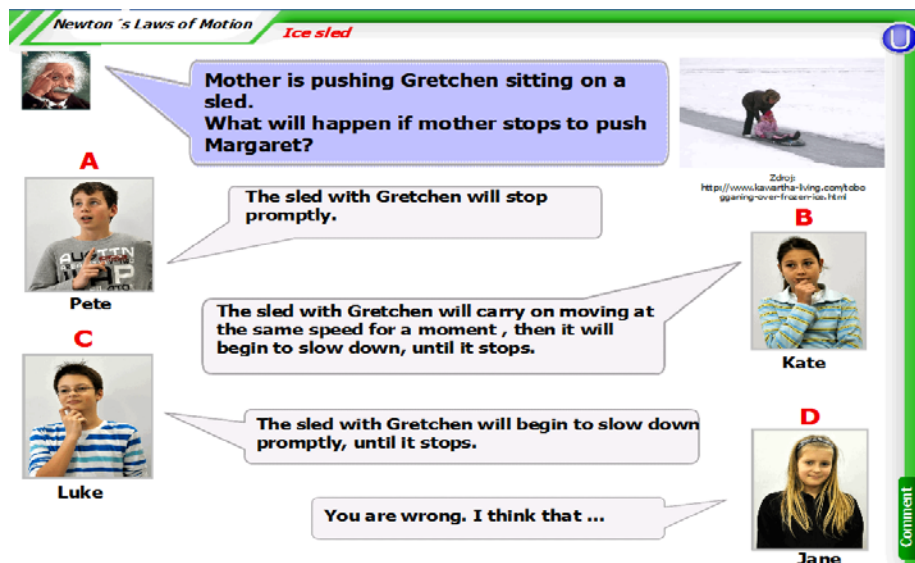 Newton´s Laws of Motion
Ice sled
U
Mother is pushing Gretchen sitting on a
sled.
What will happen if mother stops to push
Margaret?
Zdroj:
http://www.kawartha-living.com/tobo
gganing-over-frozen-ice.html
A
The sled with Gretchen will stop
promptly.
Pete
B
The sled with Gretchen will carry on moving at
the same speed for a moment , then it will
begin to slow down, until it stops.
Kate
C
The sled with Gretchen will begin to slow down
promptly, until it stops.
Luke
D
You are wrong. I think that ...
Jane
Comment